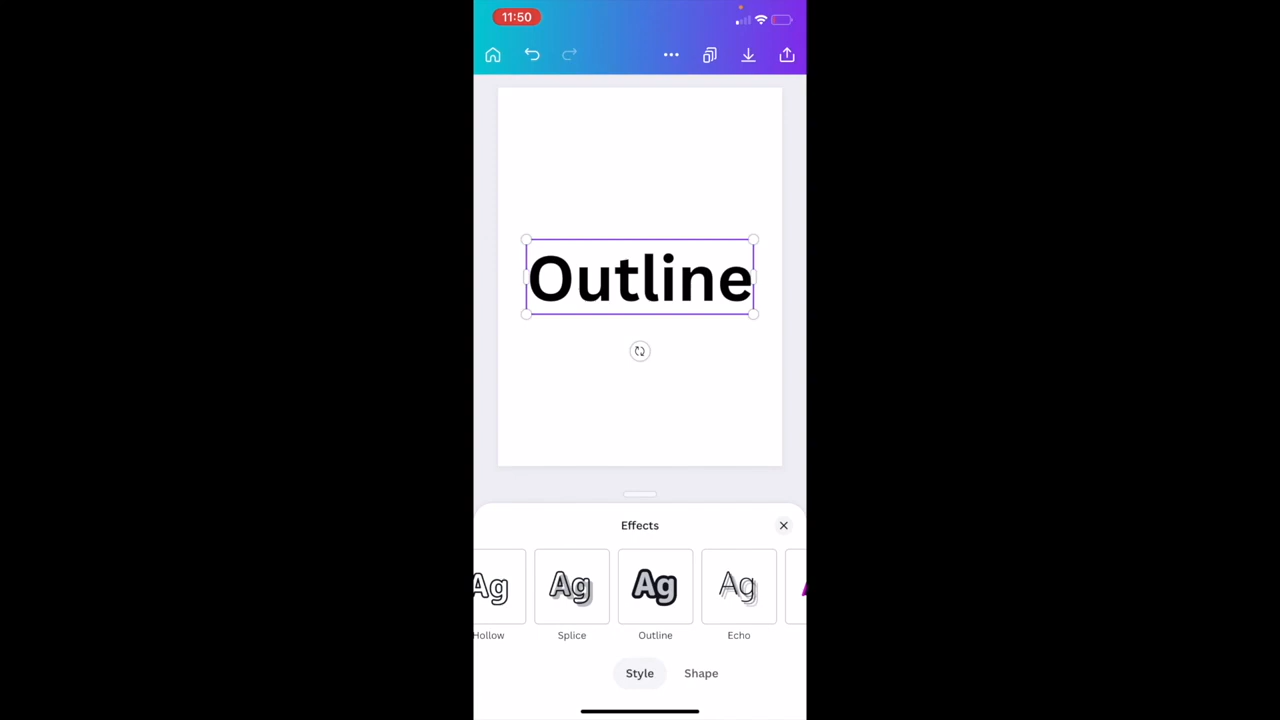 11:50
Outline
Effects
Ag Ag Ag Ag
Hollow Splice Outline Echo
Style Shape